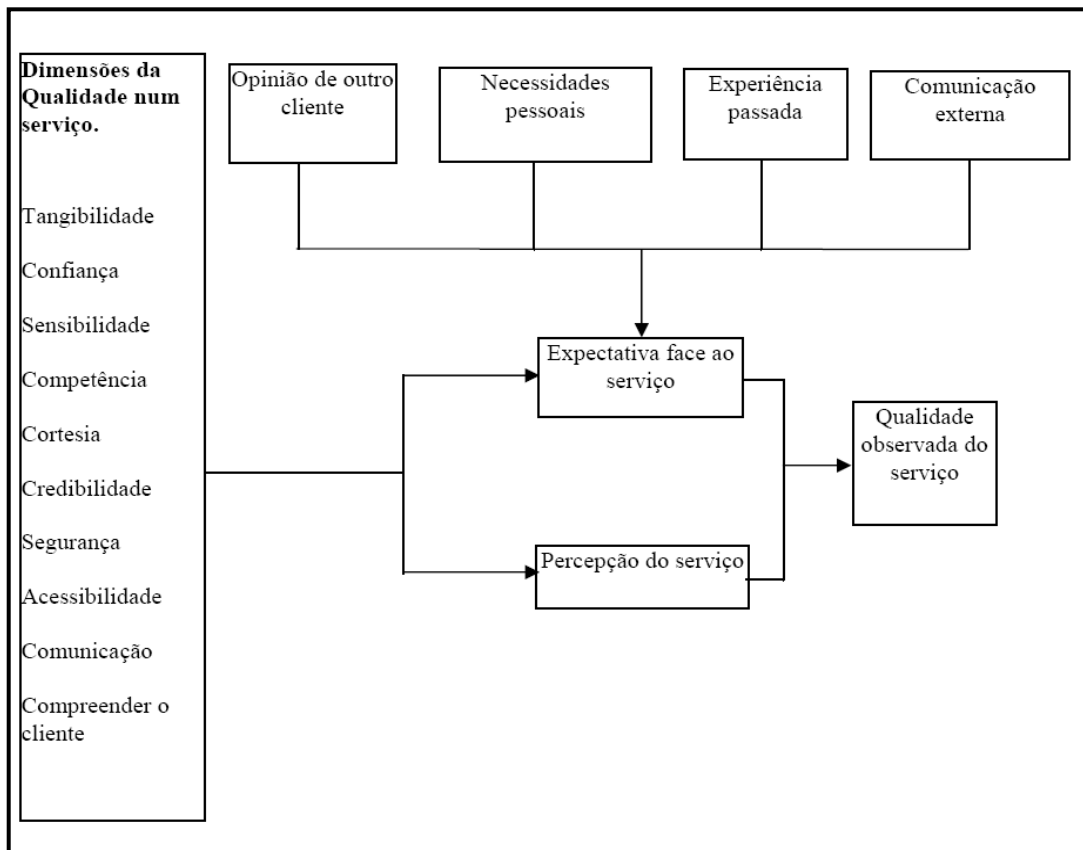 Dimensões da
Qualidade num
serviço.
Tangibilidade
Confiança
Sensibilidade
Competência
Cortesia
Credibilidade
Segurança
Acessibilidade
Comunicação
Compreender o
cliente
Opinião de outro
cliente
Necessidades
pessoais
Experiência
passada
Comunicação
externa
Expectativa face ao
serviço
Percepção do serviço
Qualidade
observada do
serviço